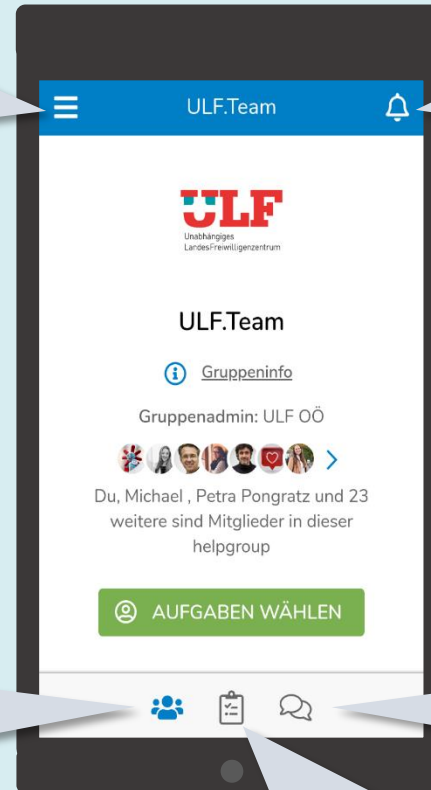 ULF.Team
ULF
Unabhängiges
LandesFreiwilligenzentrum
ULF.Team
Gruppeninfo
Gruppenadmin: ULF OÖ
Du, Michael , Petra Pongratz und 23
weitere sind Mitglieder in dieser
helpgroup
AUFGABEN WÄHLEN